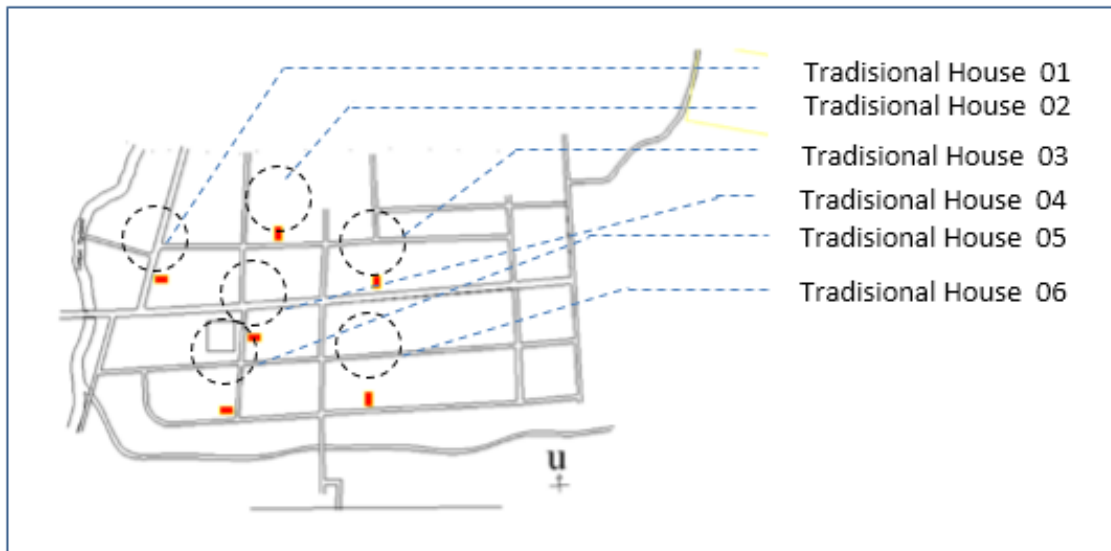 Tradisional House 01
Tradisional House 02
Tradisional House 03
Tradisional House 04
Tradisional House 05
Tradisional House 06
u